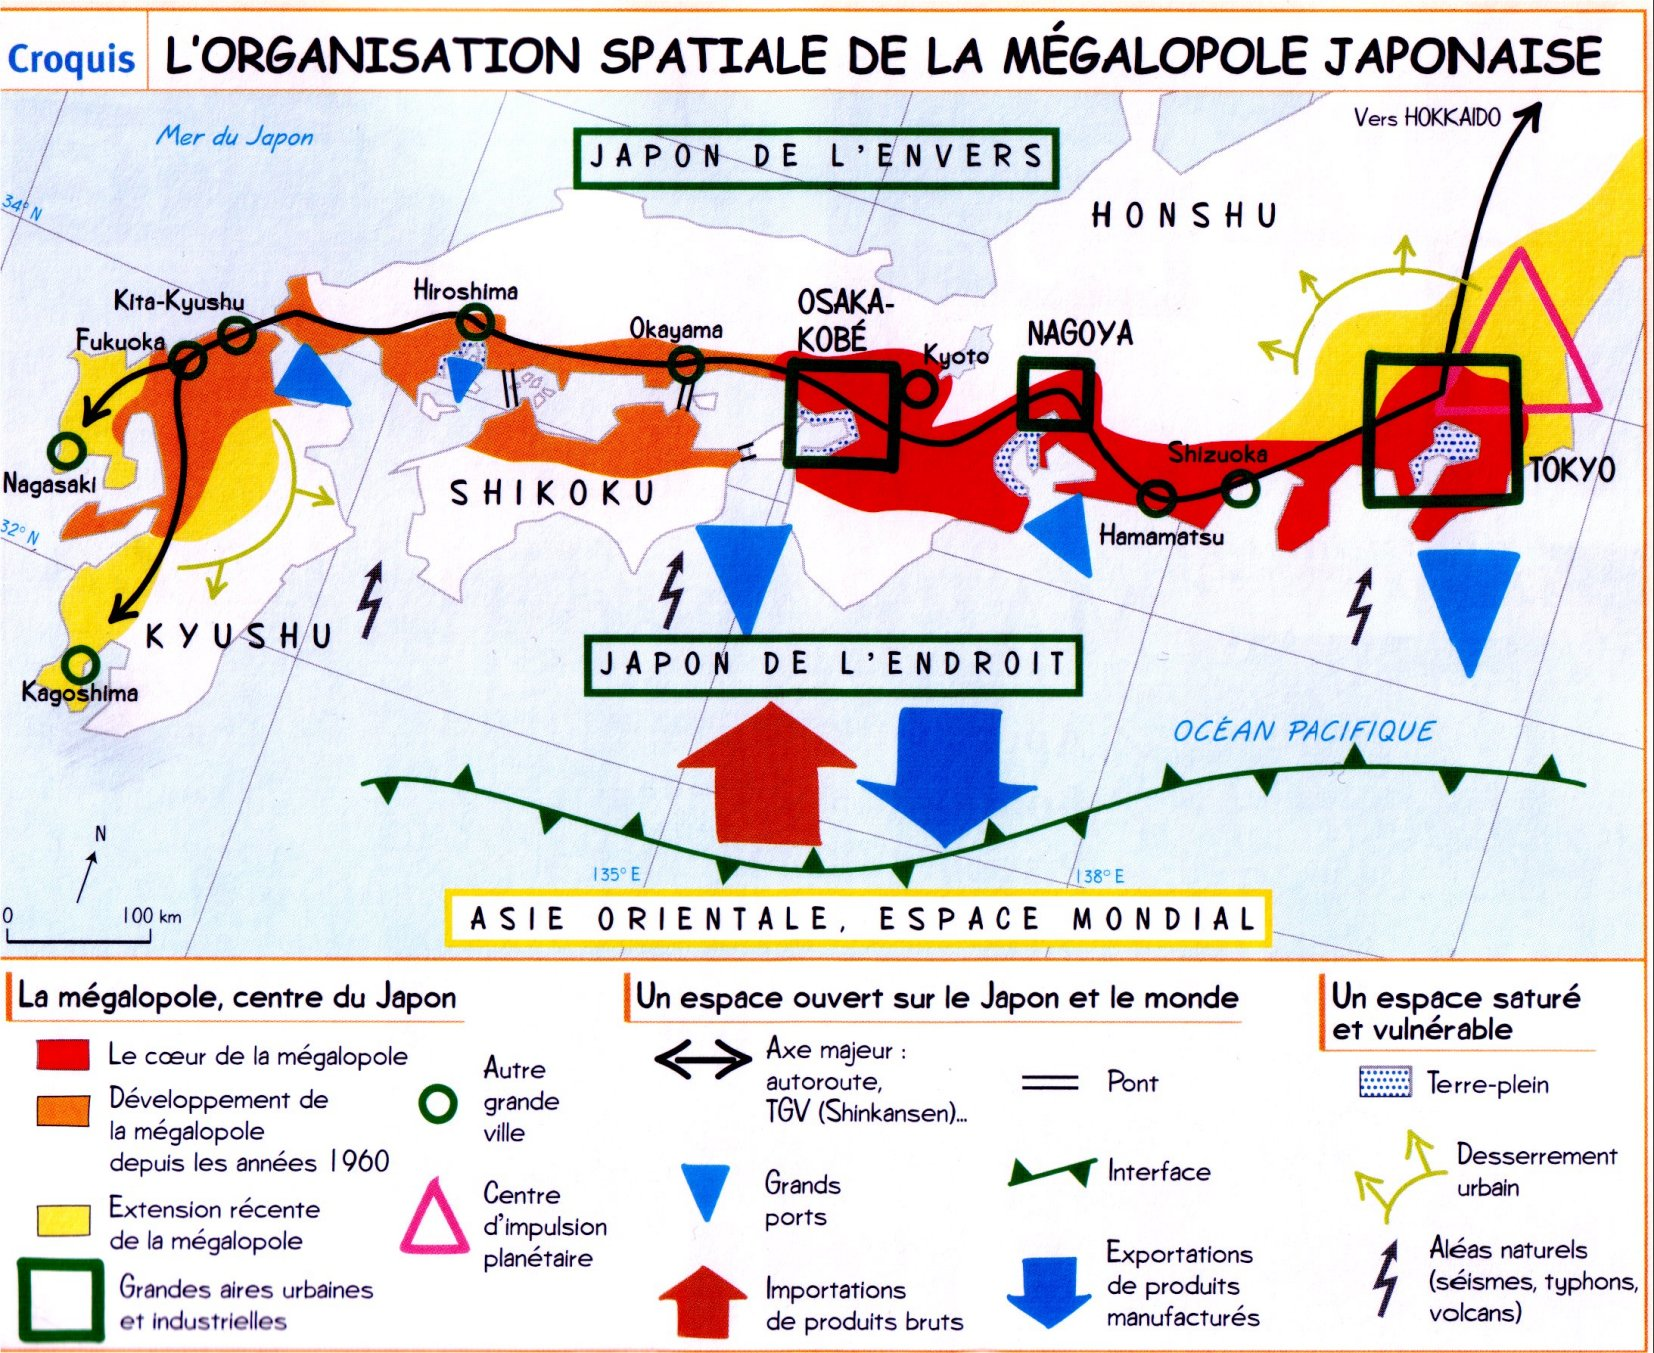 Croquis
L'ORGANISATION SPATIALE DE LA MÉGALOPOLE JAPONAISE
Vers HOKKAIDO
Mer du Japon
JAPON DE L'ENVERS
34° N
HONSHU
Hiroshima
Kita-Kyushu
OSAKA-
KOBÉ
Okayama
NAGOYA
Fukuoka
Kyoto
Shizuoka
TOKYO
Nagasaki
SHIKOKU
32° N
Hamamatsu
KYUSHU
JAPON DE L'ENDROIT
Kagoshima
OCÉAN PACIFIQUE
N
135° E
138° E
0 100 km
ASIE ORIENTALE, ESPACE MONDIAL
La mégalopole, centre du Japon
Le cœur de la mégalopole
Développement de
la mégalopole
depuis les années 1960
Extension récente
de la mégalopole
Grandes aires urbaines
et industrielles
Autre
grande
ville
Centre
d'impulsion
planétaire
Un espace ouvert sur le Japon et le monde
Axe majeur :
autoroute,
TGV (Shinkansen)...
Grands
ports
Importations
de produits bruts
Pont
Interface
Exportations
de produits
manufacturés
Un espace saturé
et vulnérable
Terre-plein
Desserrement
urbain
Aléas naturels
(séismes, typhons,
volcans)